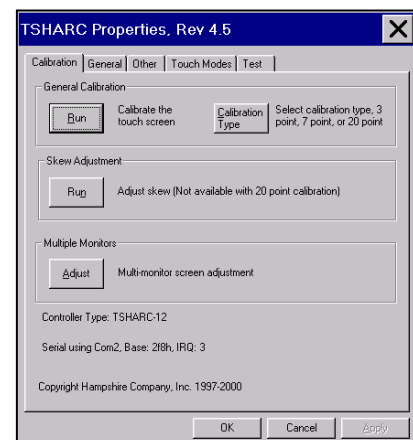 TSHARC Properties, Rev 4.5
Calibration General Other Touch Modes Test
General Calibration
Run
Calibrate the
touch screen
Calibration
Type
Select calibration type, 3
point, 7 point, or 20 point
Skew Adjustment
Run
Adjust skew (Not available with 20 point calibration)
Multiple Monitors
Adjust
Multi-monitor screen adjustment
Controller Type: TSHARC-12
Serial using Com2, Base: 2f8h, IRQ: 3
Copyright Hampshire Company, Inc. 1997-2000
OK Cancel Apply